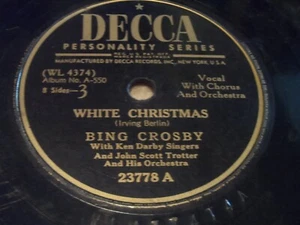 DECCA
PERSONALITY SERIES
MANUFACTURED BY DECCA RECORDS, INC., NEW YORK, U.S.A.
(WL 4374)
Album No. A-550
8 Sides-3
Vocal
With Chorus
And Orchestra
WHITE CHRISTMAS
(Irving Berlin)
BING CROSBY
With Ken Darby Singers
And John Scott Trotter
And His Orchestra
23778 A